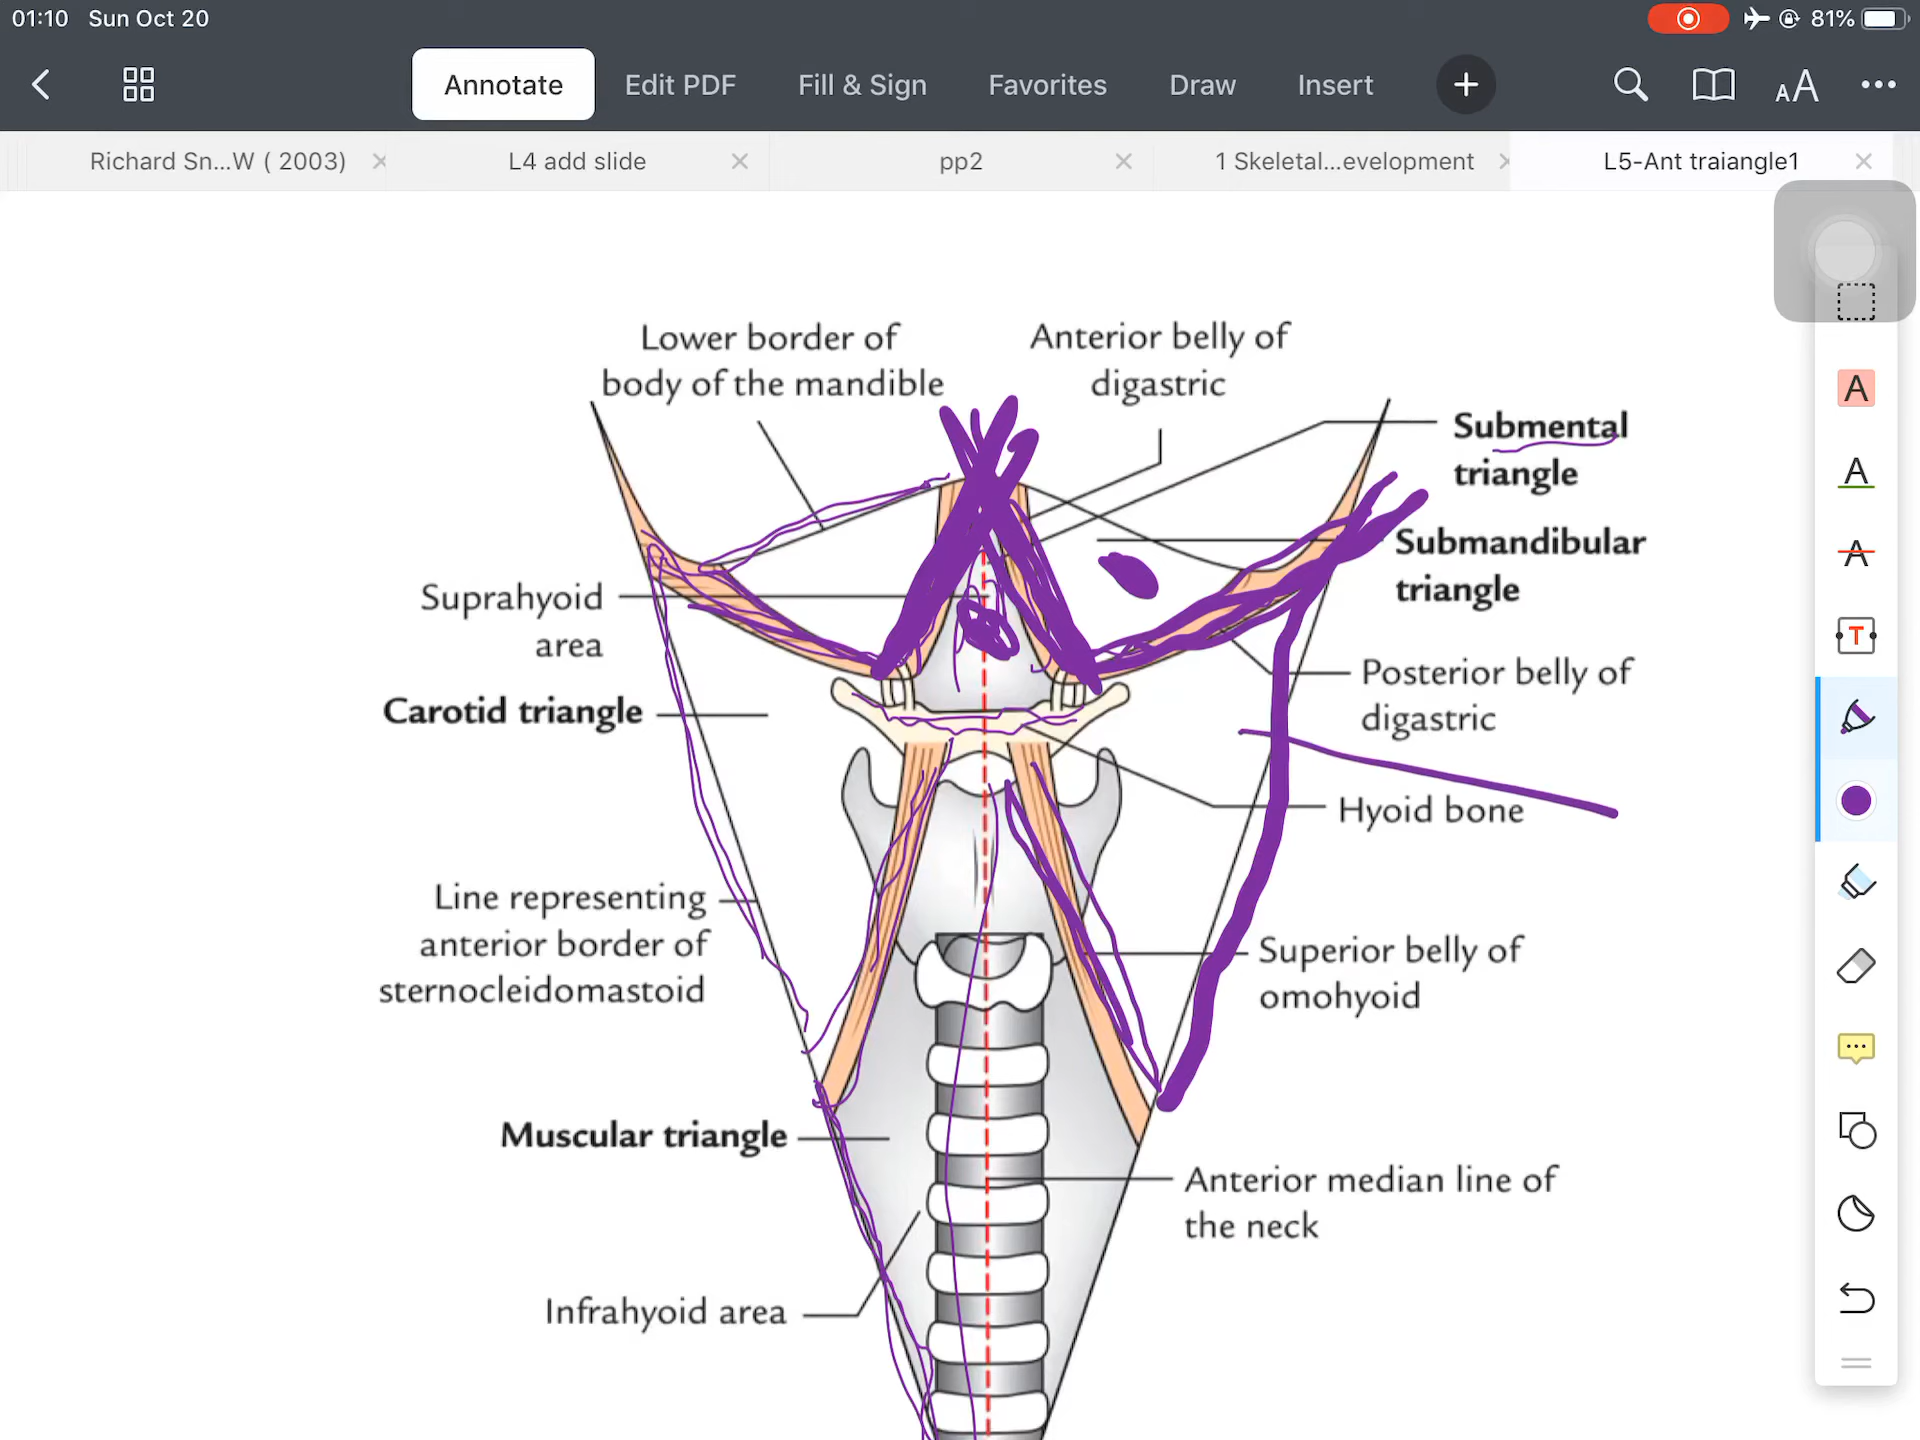 01:10 Sun Oct 20 81%
Annotate Edit PDF Fill & Sign Favorites Draw Insert
Richard Sn...W ( 2003) L4 add slide pp2 1 Skeletal...evelopment L5-Ant traiangle1
Lower border of
body of the mandible
Anterior belly of
digastric
Submental
triangle
Submandibular
triangle
Suprahyoid
area
Carotid triangle
Posterior belly of
digastric
Hyoid bone
Line representing
anterior border of
sternocleidomastoid
Superior belly of
omohyoid
Muscular triangle
Anterior median line of
the neck
Infrahyoid area